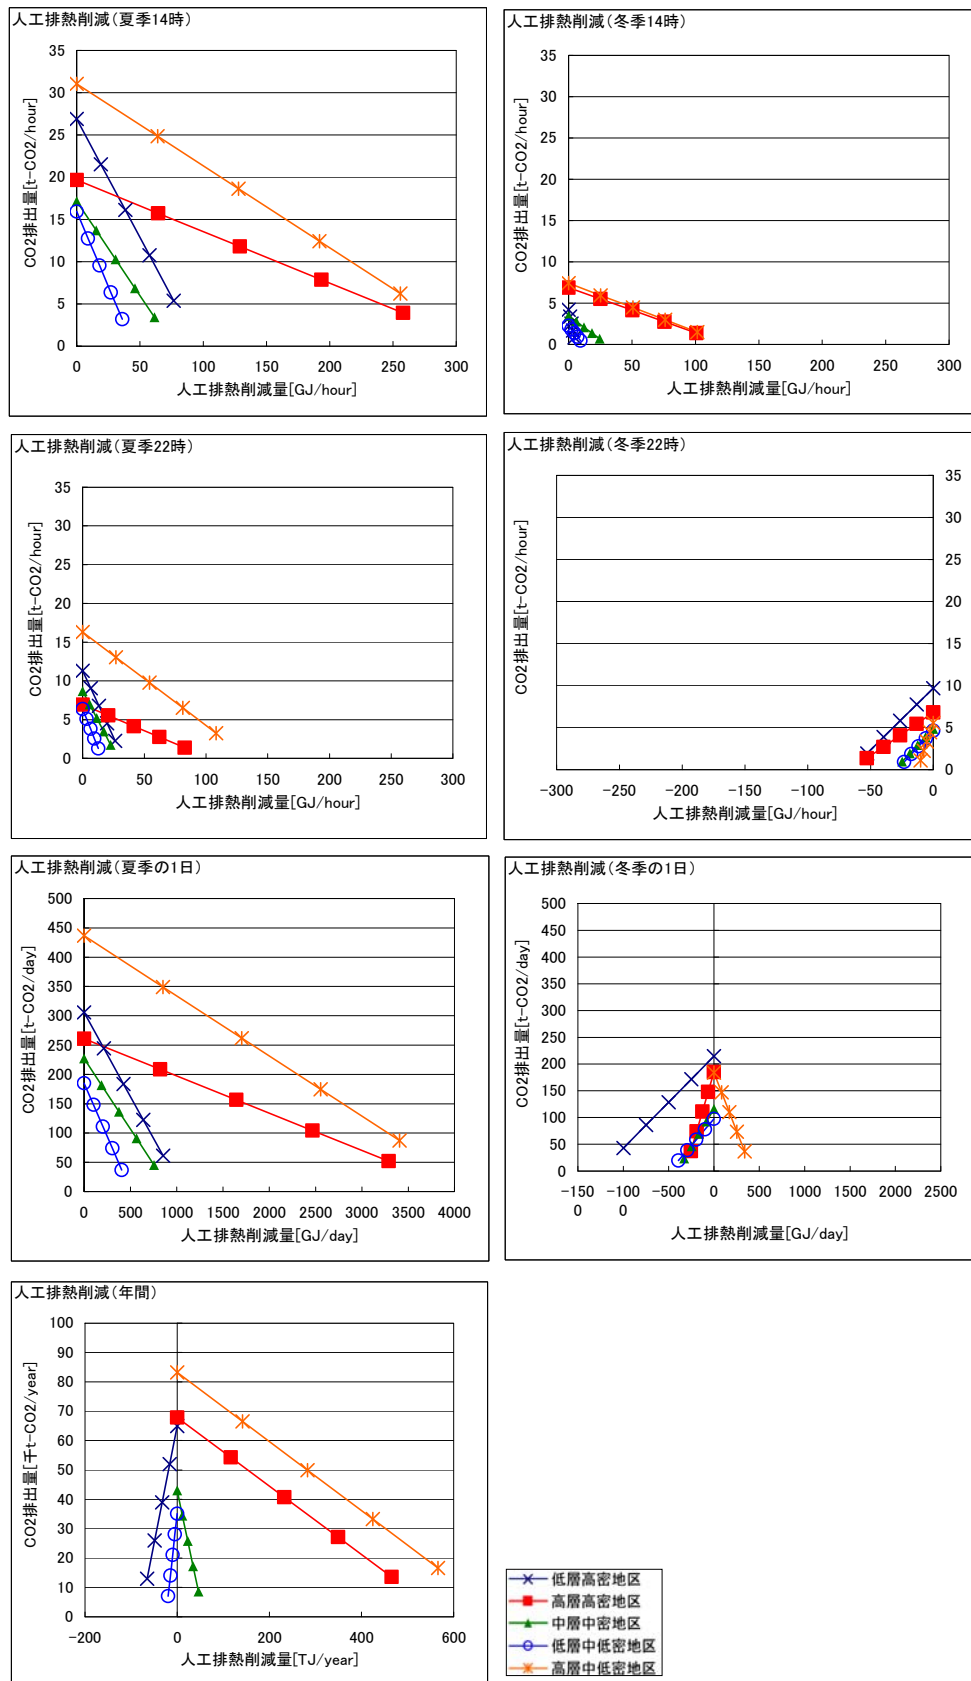 人工排熱削減（夏季14時）
35
30
25
20
15
10
5
0
0 50 100 150 200 250 300
CO2排出量[t-CO2/hour]
人工排熱削減量[GJ/hour]
人工排熱削減（冬季14時）
35
30
25
20
15
10
5
0
0 50 100 150 200 250 300
CO2排出量[t-CO2/hour]
人工排熱削減量[GJ/hour]
人工排熱削減（夏季22時）
35
30
25
20
15
10
5
0
0 50 100 150 200 250 300
CO2排出量[t-CO2/hour]
人工排熱削減量[GJ/hour]
人工排熱削減（冬季22時）
35
30
25
20
15
10
5
0
-300 -250 -200 -150 -100 -50 0
CO2排出量[t-CO2/hour]
人工排熱削減量[GJ/hour]
人工排熱削減（夏季の1日）
500
450
400
350
300
250
200
150
100
50
0
0 500 1000 1500 2000 2500 3000 3500 4000
CO2排出量[t-CO2/day]
人工排熱削減量[GJ/day]
人工排熱削減（冬季の1日）
500
450
400
350
300
250
200
150
100
50
0
-150 -100 -500 0 500 1000 1500 2000 2500
0 0
CO2排出量[t-CO2/day]
人工排熱削減量[GJ/day]
人工排熱削減（年間）
100
90
80
70
60
50
40
30
20
10
0
-200 0 200 400 600
CO2排出量[千t-CO2/year]
人工排熱削減量[TJ/year]
低層高密地区
高層高密地区
中層中密地区
低層中低密地区
高層中低密地区